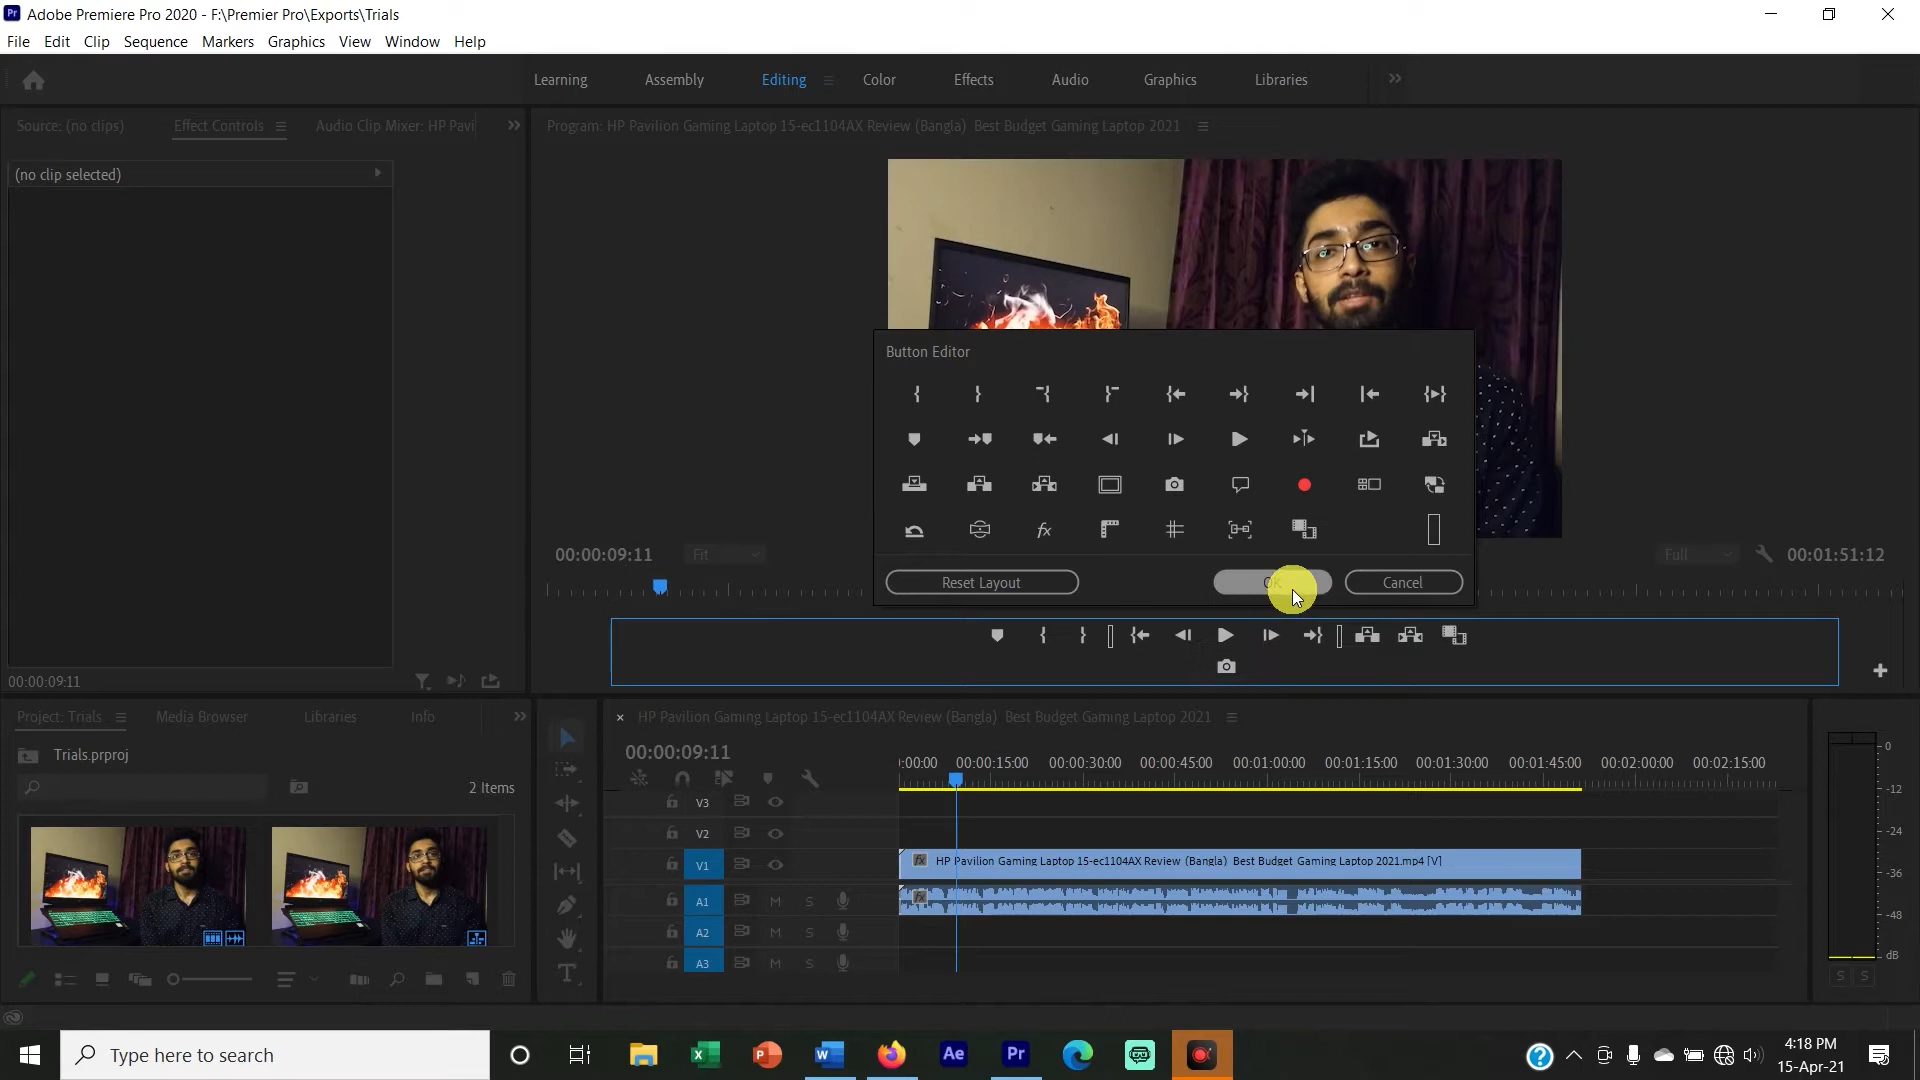 Adobe Premiere Pro 2020 - F:\Premier Pro\Exports\Trials
File Edit Clip Sequence Markers Graphics View Window Help
Learning Assembly Editing Color Effects Audio Graphics Libraries
Source: (no clips) Effect Controls Audio Clip Mixer: HP Pavi
Program: HP Pavilion Gaming Laptop 15-ec1104AX Review (Bangla) Best Budget Gaming Laptop 2021
(no clip selected)
Button Editor
fx
Reset Layout OK Cancel
00:00:09:11 Fit Full 00:01:51:12
00:00:09:11
Project: Trials Media Browser Libraries Info
Trials.prproj
2 Items
× HP Pavilion Gaming Laptop 15-ec1104AX Review (Bangla) Best Budget Gaming Laptop 2021
00:00:09:11
:00:00 00:00:15:00 00:00:30:00 00:00:45:00 00:01:00:00 00:01:15:00 00:01:30:00 00:01:45:00 00:02:00:00 00:02:15:00
V3
V2
V1 fx HP Pavilion Gaming Laptop 15-ec1104AX Review (Bangla) Best Budget Gaming Laptop 2021.mp4 [V]
A1 M S fx
A2 M S
A3 M S
0
-12
-24
-36
-48
dB
S S
Type here to search
Ae Pr
4:18 PM
15-Apr-21